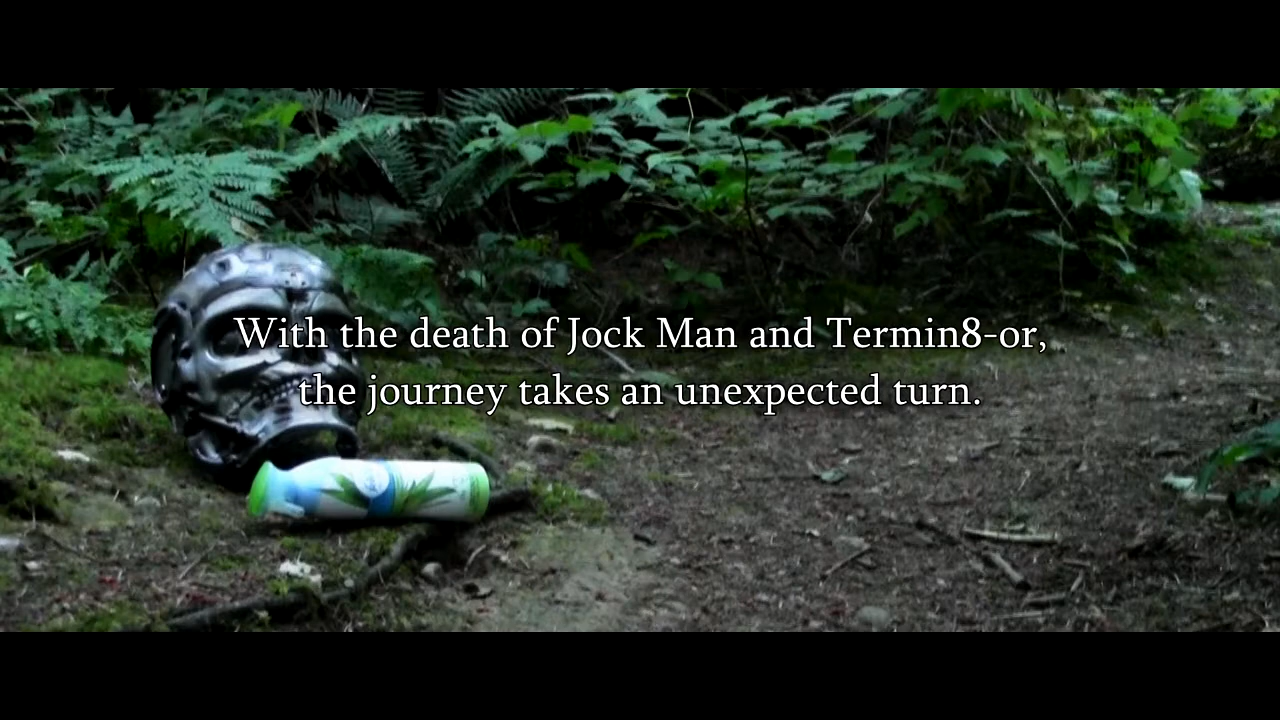 With the death of Jock Man and Termin8-or,
the journey takes an unexpected turn.